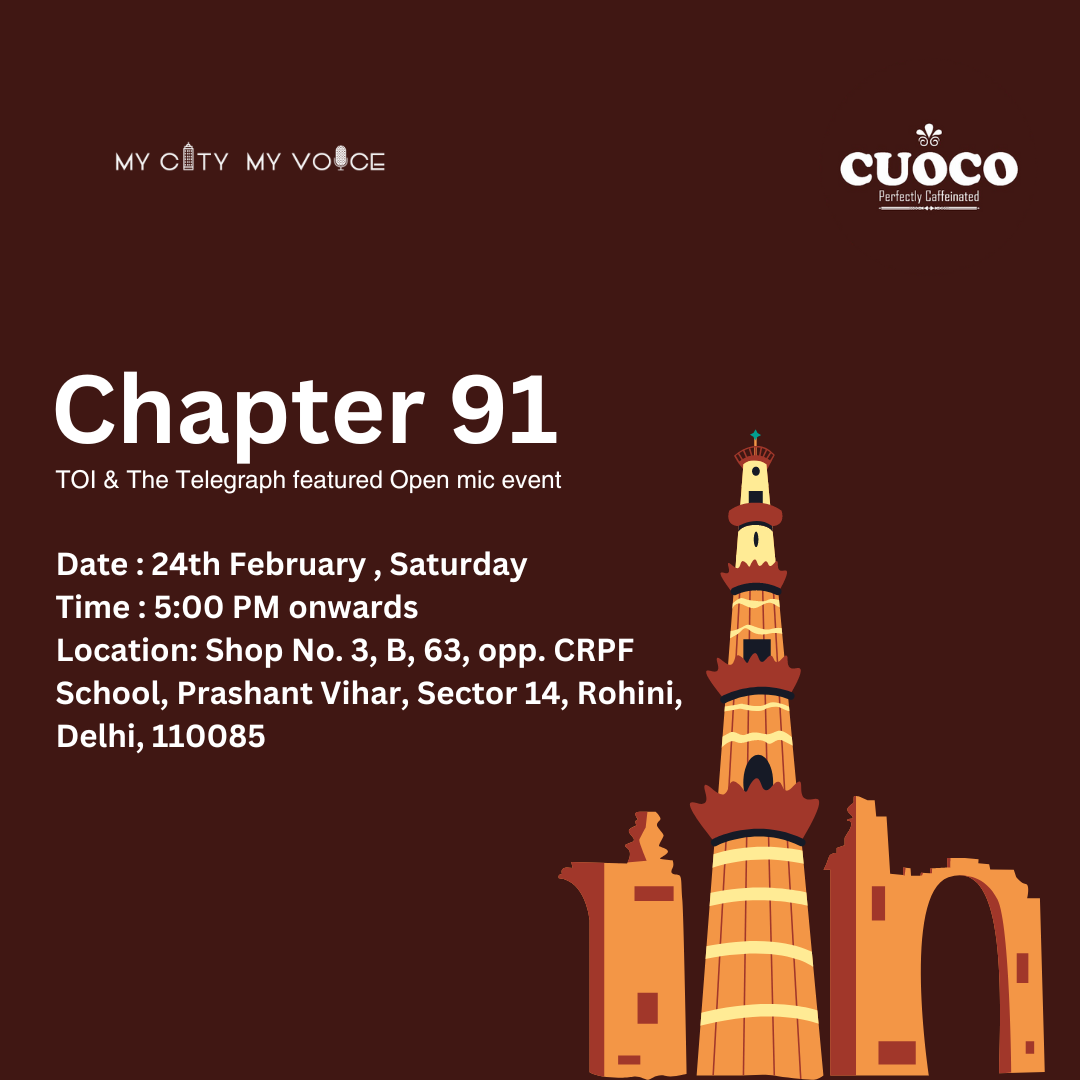 MY CITY MY VOICE
CUOCO
Perfectly Caffeinated
Chapter 91
TOI & The Telegraph featured Open mic event
Date : 24th February , Saturday
Time : 5:00 PM onwards
Location: Shop No. 3, B, 63, opp. CRPF
School, Prashant Vihar, Sector 14, Rohini,
Delhi, 110085